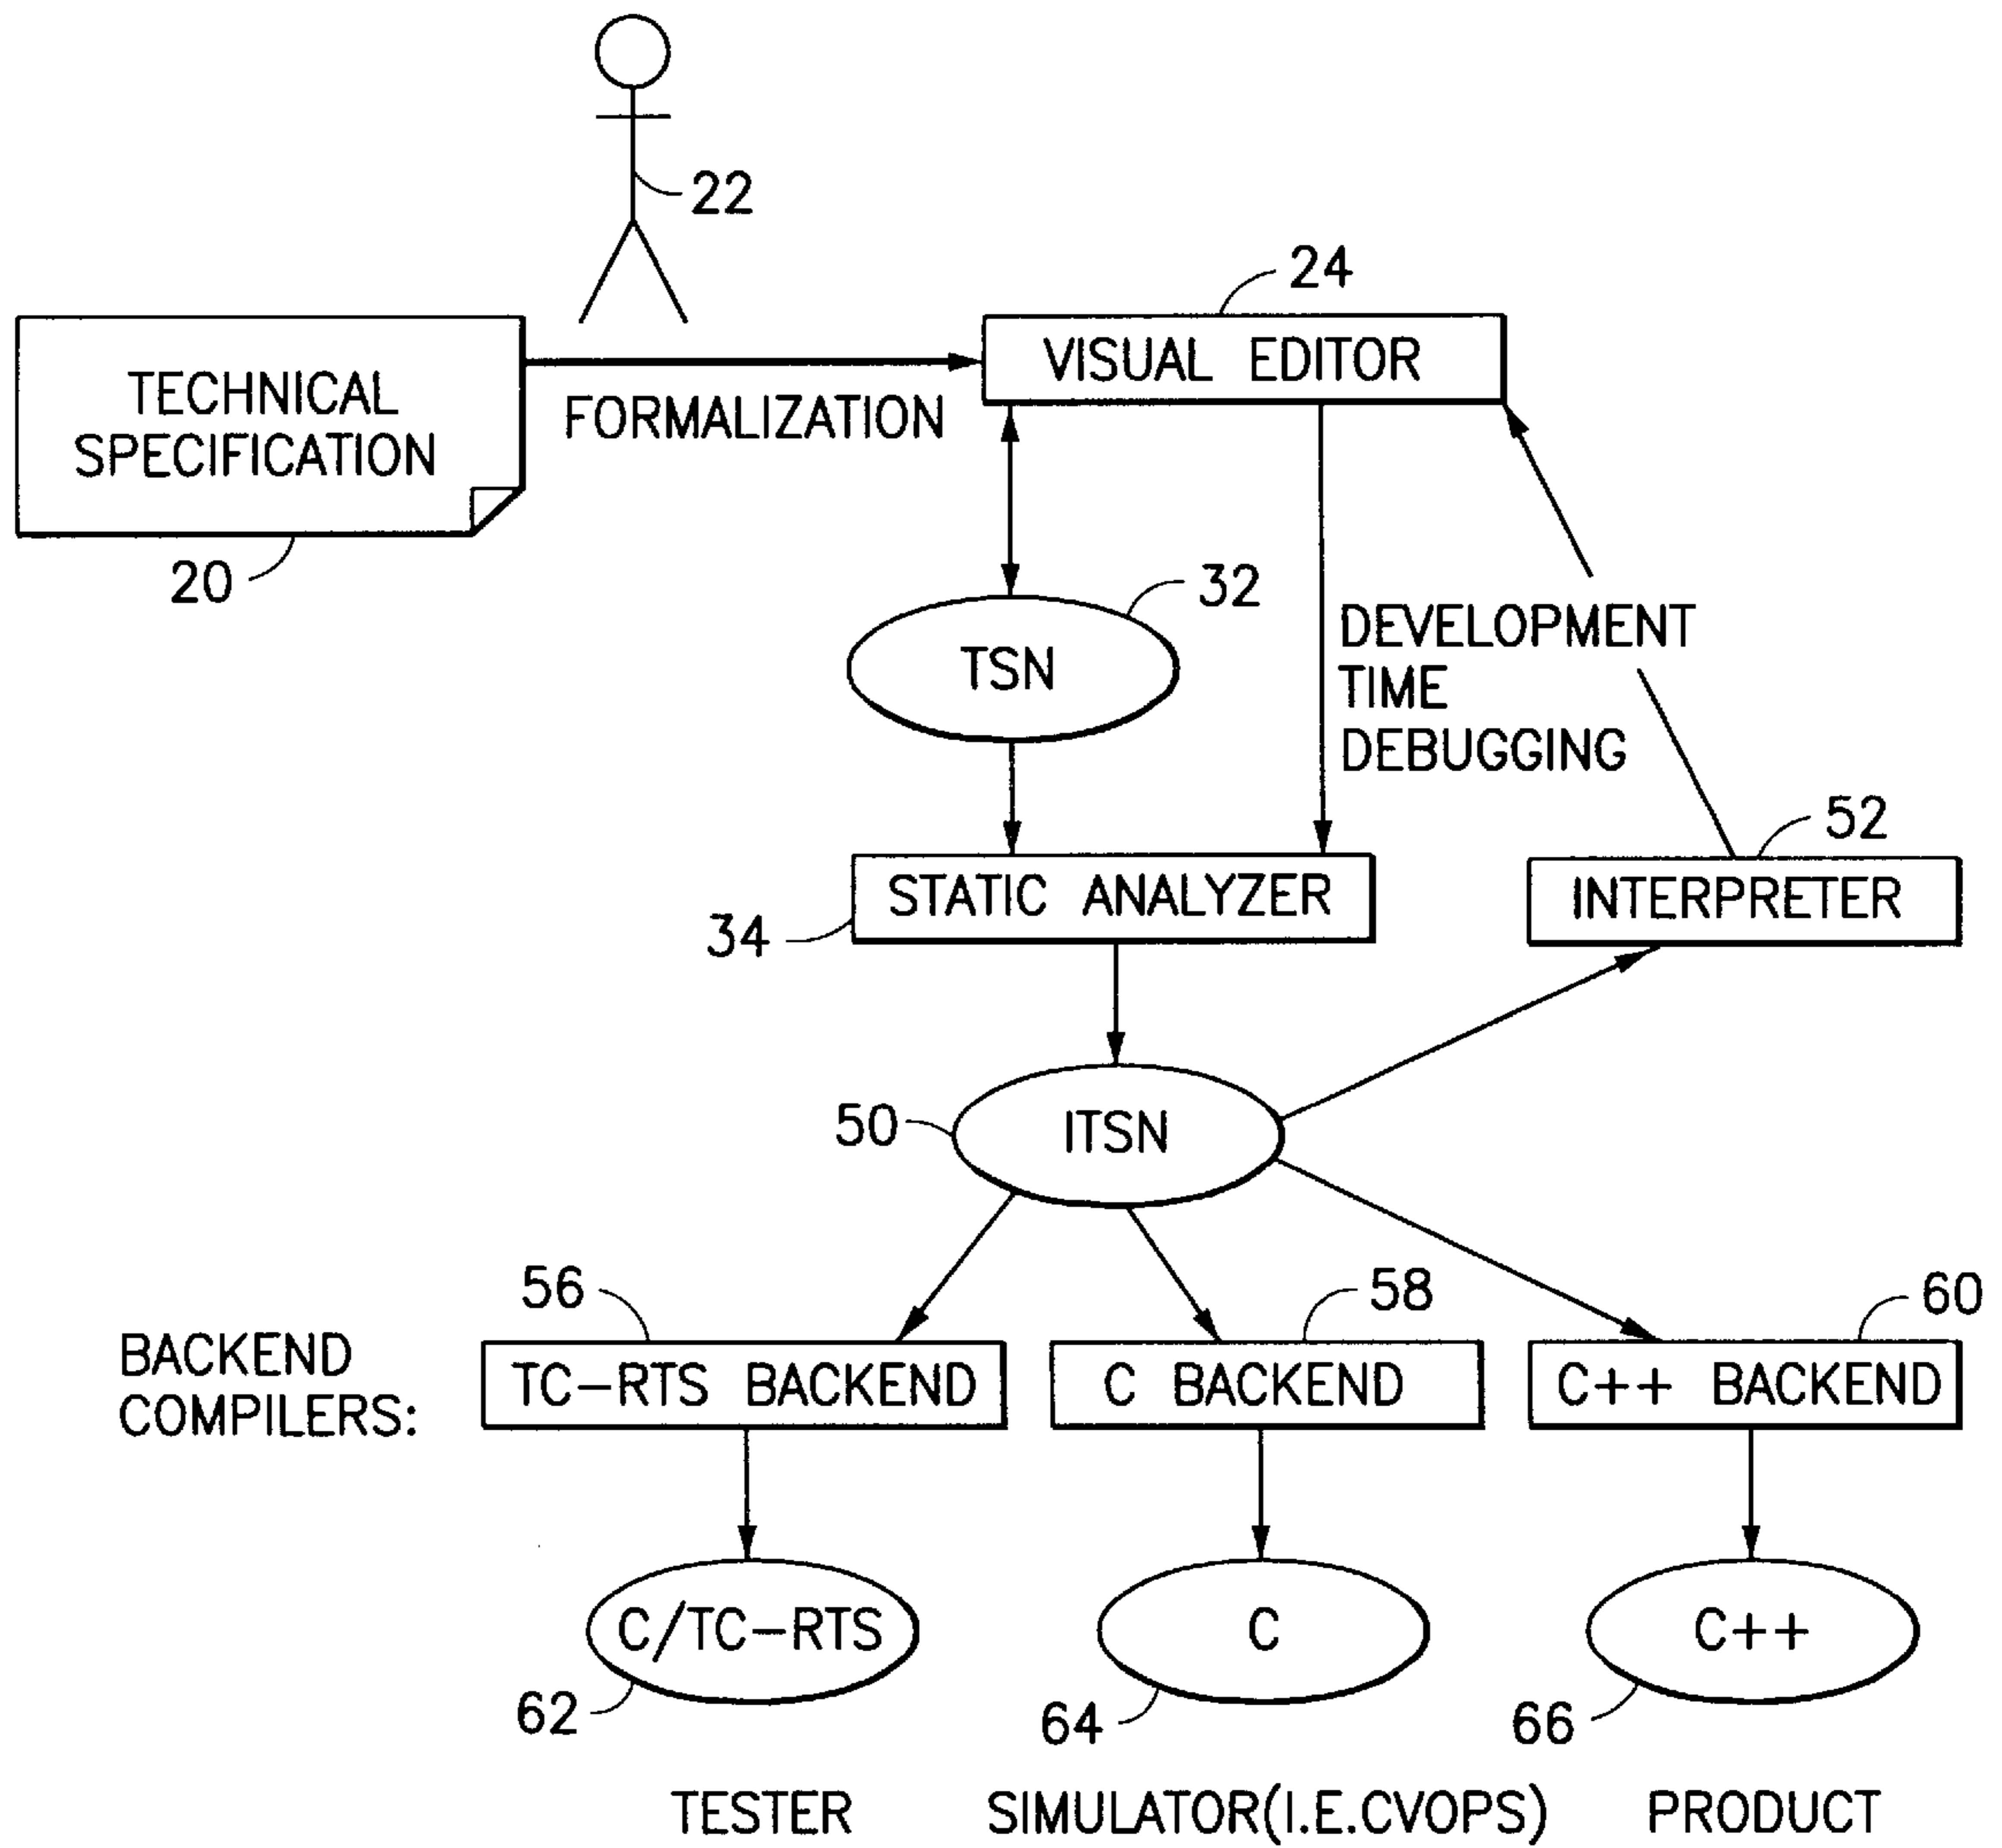 22
24
TECHNICAL
SPECIFICATION
VISUAL EDITOR
FORMALIZATION
20
32
TSN
DEVELOPMENT
TIME
DEBUGGING
52
STATIC ANALYZER
INTERPRETER
34
50
ITSN
56
58
60
BACKEND
COMPILERS:
TC-RTS BACKEND
C BACKEND
C++ BACKEND
C/TC-RTS
C
C++
62
64
66
TESTER
SIMULATOR(I.E.CVOPS)
PRODUCT